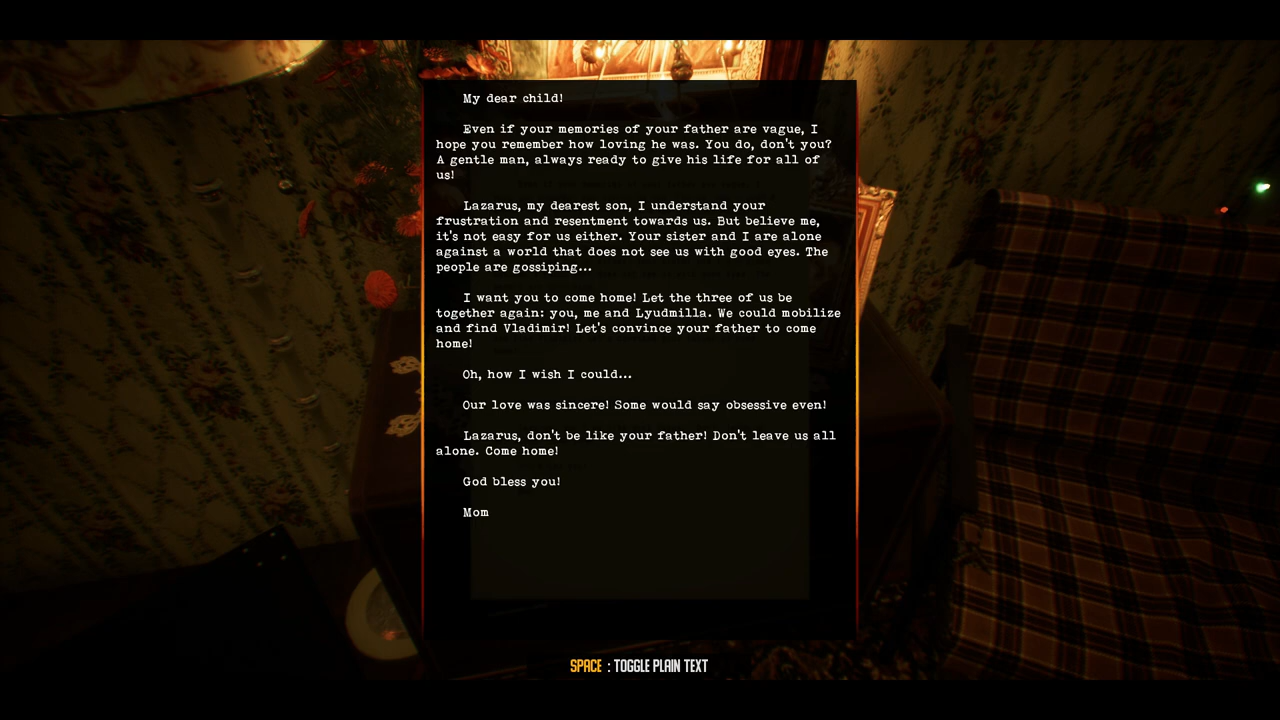 My dear child!
Even if your memories of your father are vague, I
hope you remember how loving he was. You do, don't you?
A gentle man, always ready to give his life for all of
us!
Lazarus, my dearest son, I understand your
frustration and resentment towards us. But believe me,
it's not easy for us either. Your sister and I are alone
against a world that does not see us with good eyes. The
people are gossiping...
I want you to come home! Let the three of us be
together again: you, me and Lyudmilla. We could mobilize
and find Vladimir! Let's convince your father to come
home!
Oh, how I wish I could...
Our love was sincere! Some would say obsessive even!
Lazarus, don't be like your father! Don't leave us all
alone. Come home!
God bless you!
Mom
SPACE : TOGGLE PLAIN TEXT